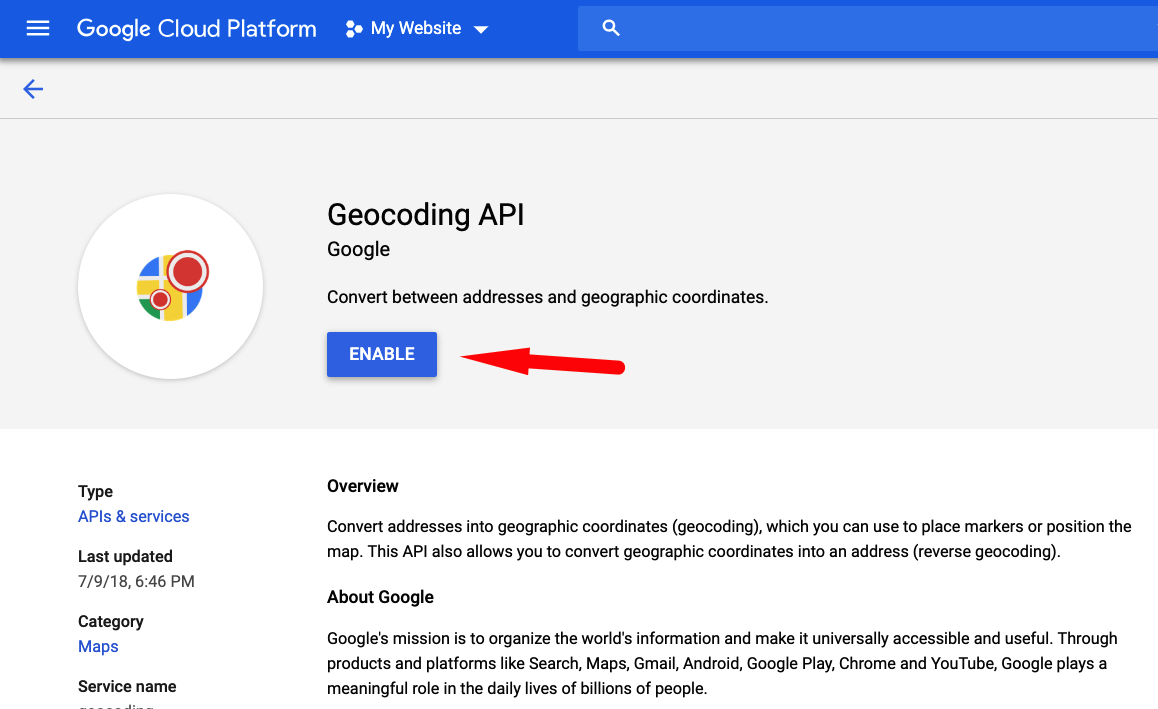 Google Cloud Platform My Website
Geocoding API
Google
Convert between addresses and geographic coordinates.
ENABLE
Type
APIs & services
Last updated
7/9/18, 6:46 PM
Category
Maps
Service name
Overview
Convert addresses into geographic coordinates (geocoding), which you can use to place markers or position the
map. This API also allows you to convert geographic coordinates into an address (reverse geocoding).
About Google
Google's mission is to organize the world's information and make it universally accessible and useful. Through
products and platforms like Search, Maps, Gmail, Android, Google Play, Chrome and YouTube, Google plays a
meaningful role in the daily lives of billions of people.